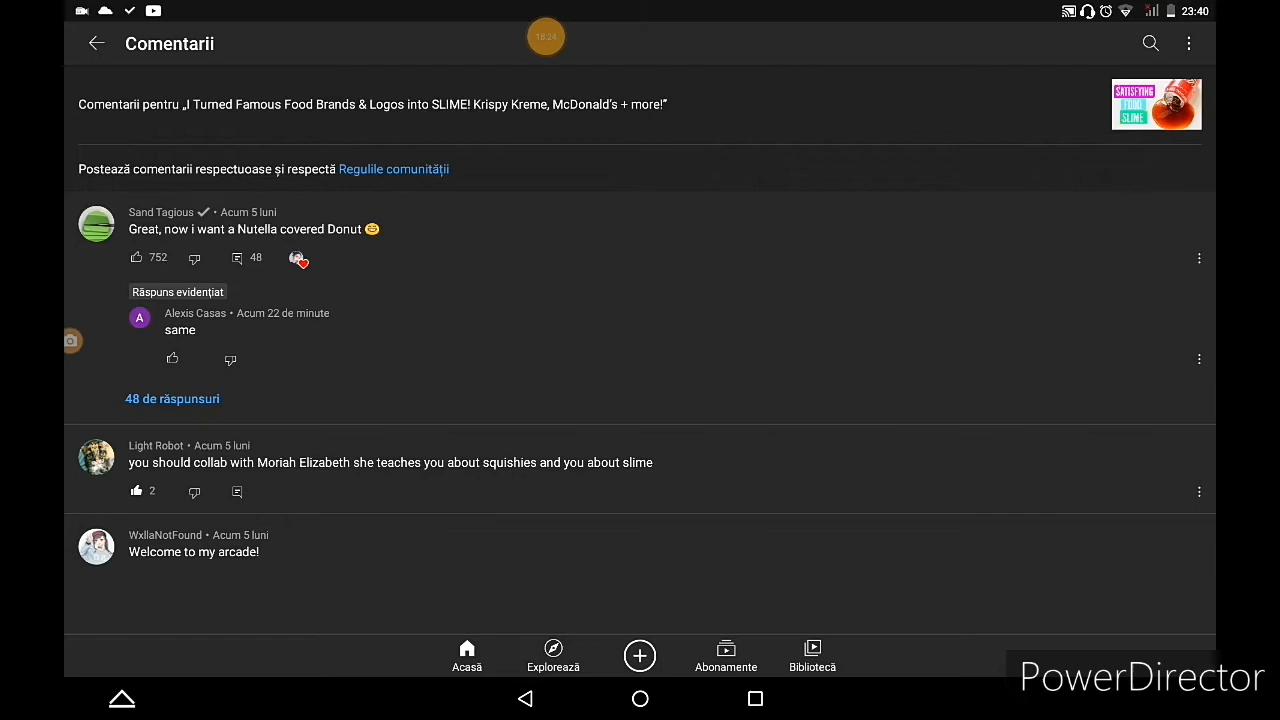 23:40
Comentarii
18:24
Comentarii pentru „I Turned Famous Food Brands & Logos into SLIME! Krispy Kreme, McDonald's + more!”
SATISFYING
FOOD
SLIME
Postează comentarii respectuoase și respectă Regulile comunității
Sand Tagious • Acum 5 luni
Great, now i want a Nutella covered Donut 😊
752 48
Răspuns evidențiat
A
Alexis Casas • Acum 22 de minute
same
48 de răspunsuri
Light Robot • Acum 5 luni
you should collab with Moriah Elizabeth she teaches you about squishies and you about slime
2
WxllaNotFound • Acum 5 luni
Welcome to my arcade!
Acasă Explorează Abonamente Bibliotecă
PowerDirector